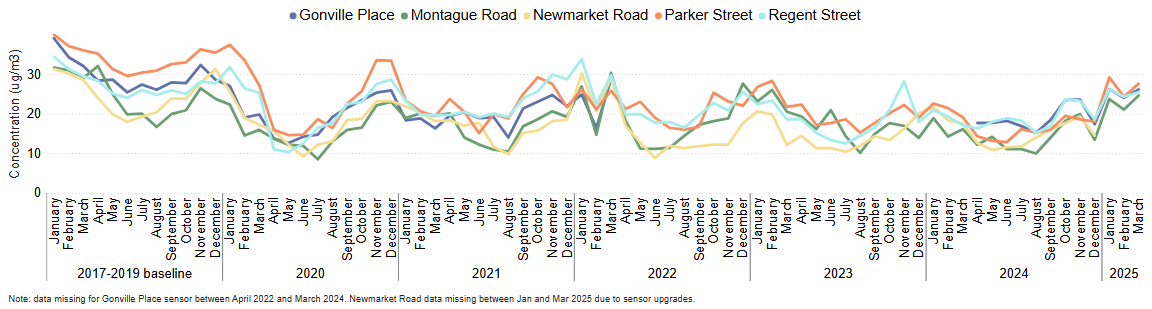 Gonville Place Montague Road Newmarket Road Parker Street Regent Street
Concentration (ug/m3)
30
20
10
0
January February March April May June July August September October November December January February March April May June July August September October November December January February March April May June July August September October November December January February March April May June July August September October November December January February March April May June July August September October November December January February March April May June July August September October November December January February March
2017-2019 baseline 2020 2021 2022 2023 2024 2025
Note: data missing for Gonville Place sensor between April 2022 and March 2024. Newmarket Road data missing between Jan and Mar 2025 due to sensor upgrades.